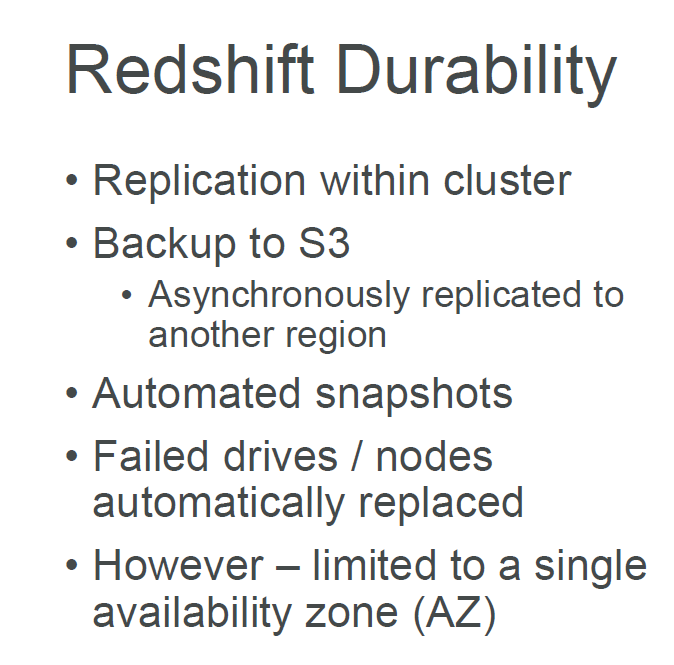 Redshift Durability
• Replication within cluster
• Backup to S3
• Asynchronously replicated to
another region
• Automated snapshots
• Failed drives / nodes
automatically replaced
• However – limited to a single
availability zone (AZ)